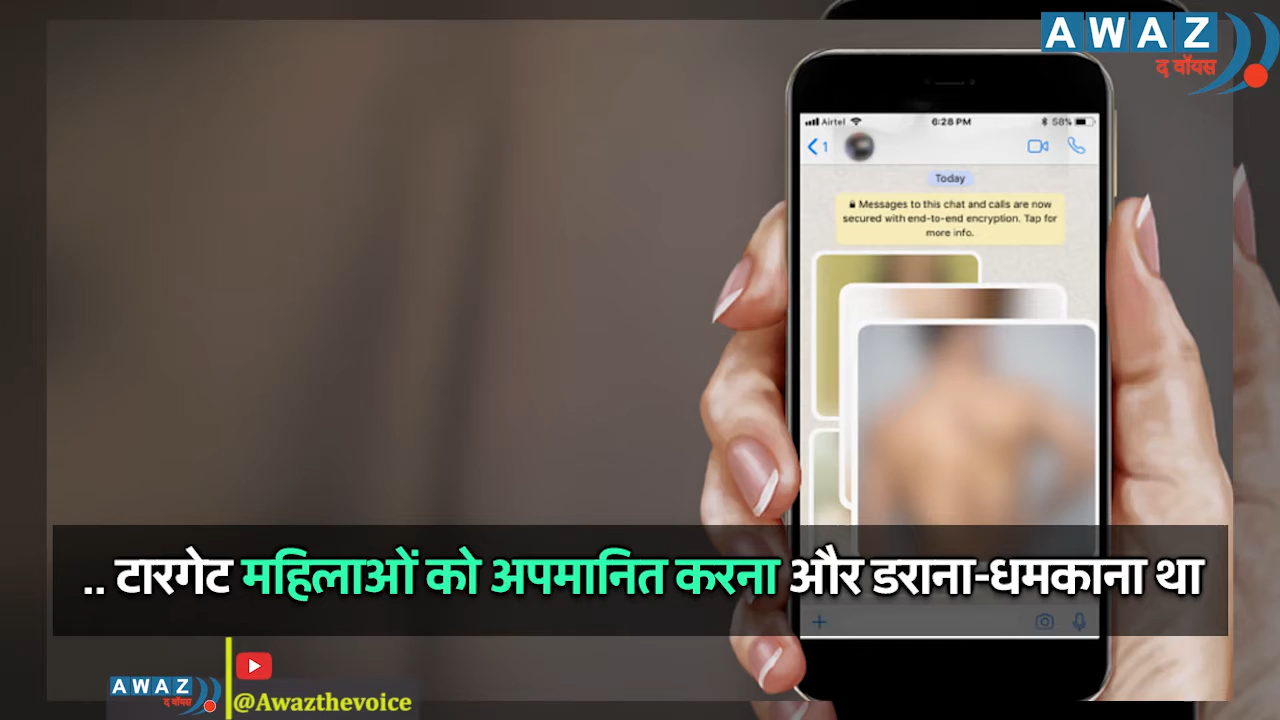 AWAZ
द वॉयस
Airtel 6:28 PM 58%
1
Today
Messages to this chat and calls are now
secured with end-to-end encryption. Tap for
more info.
.. टारगेट महिलाओं को अपमानित करना और डराना-धमकाना था
AWAZ
द वॉयस
@Awazthevoice